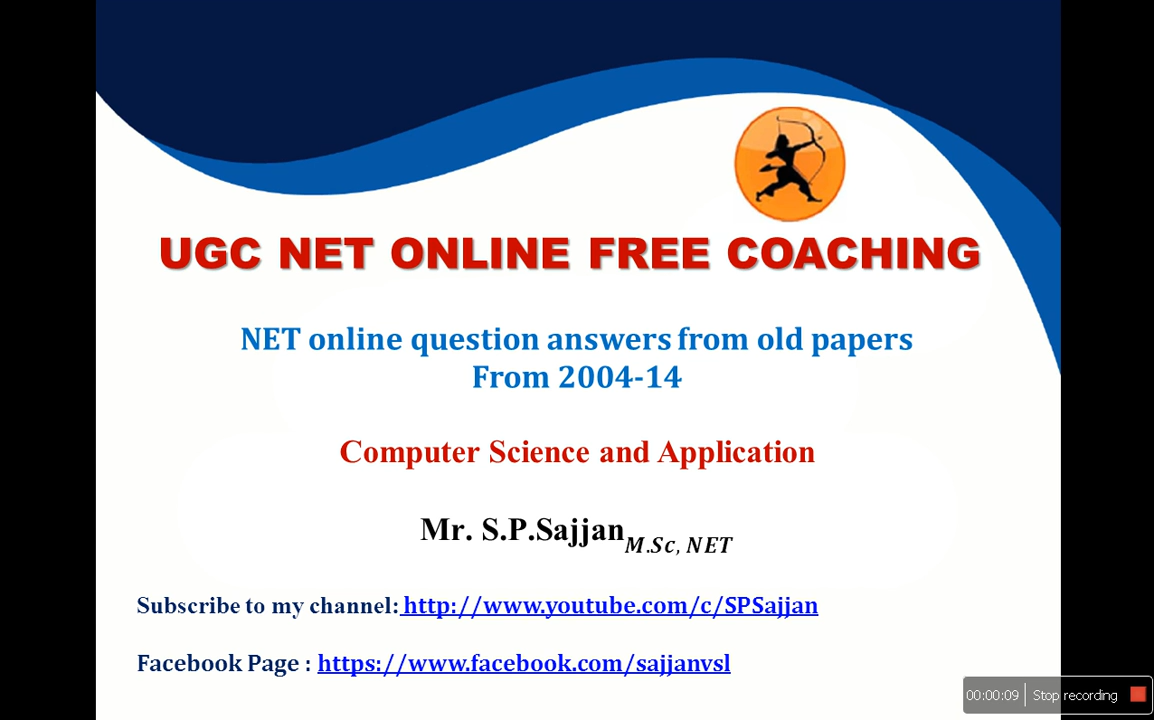 UGC NET ONLINE FREE COACHING
NET online question answers from old papers
From 2004-14
Computer Science and Application
Mr. S.P.Sajjan M.Sc, NET
Subscribe to my channel: http://www.youtube.com/c/SPSajjan
Facebook Page : https://www.facebook.com/sajjanvsl
00:00:09 Stop recording